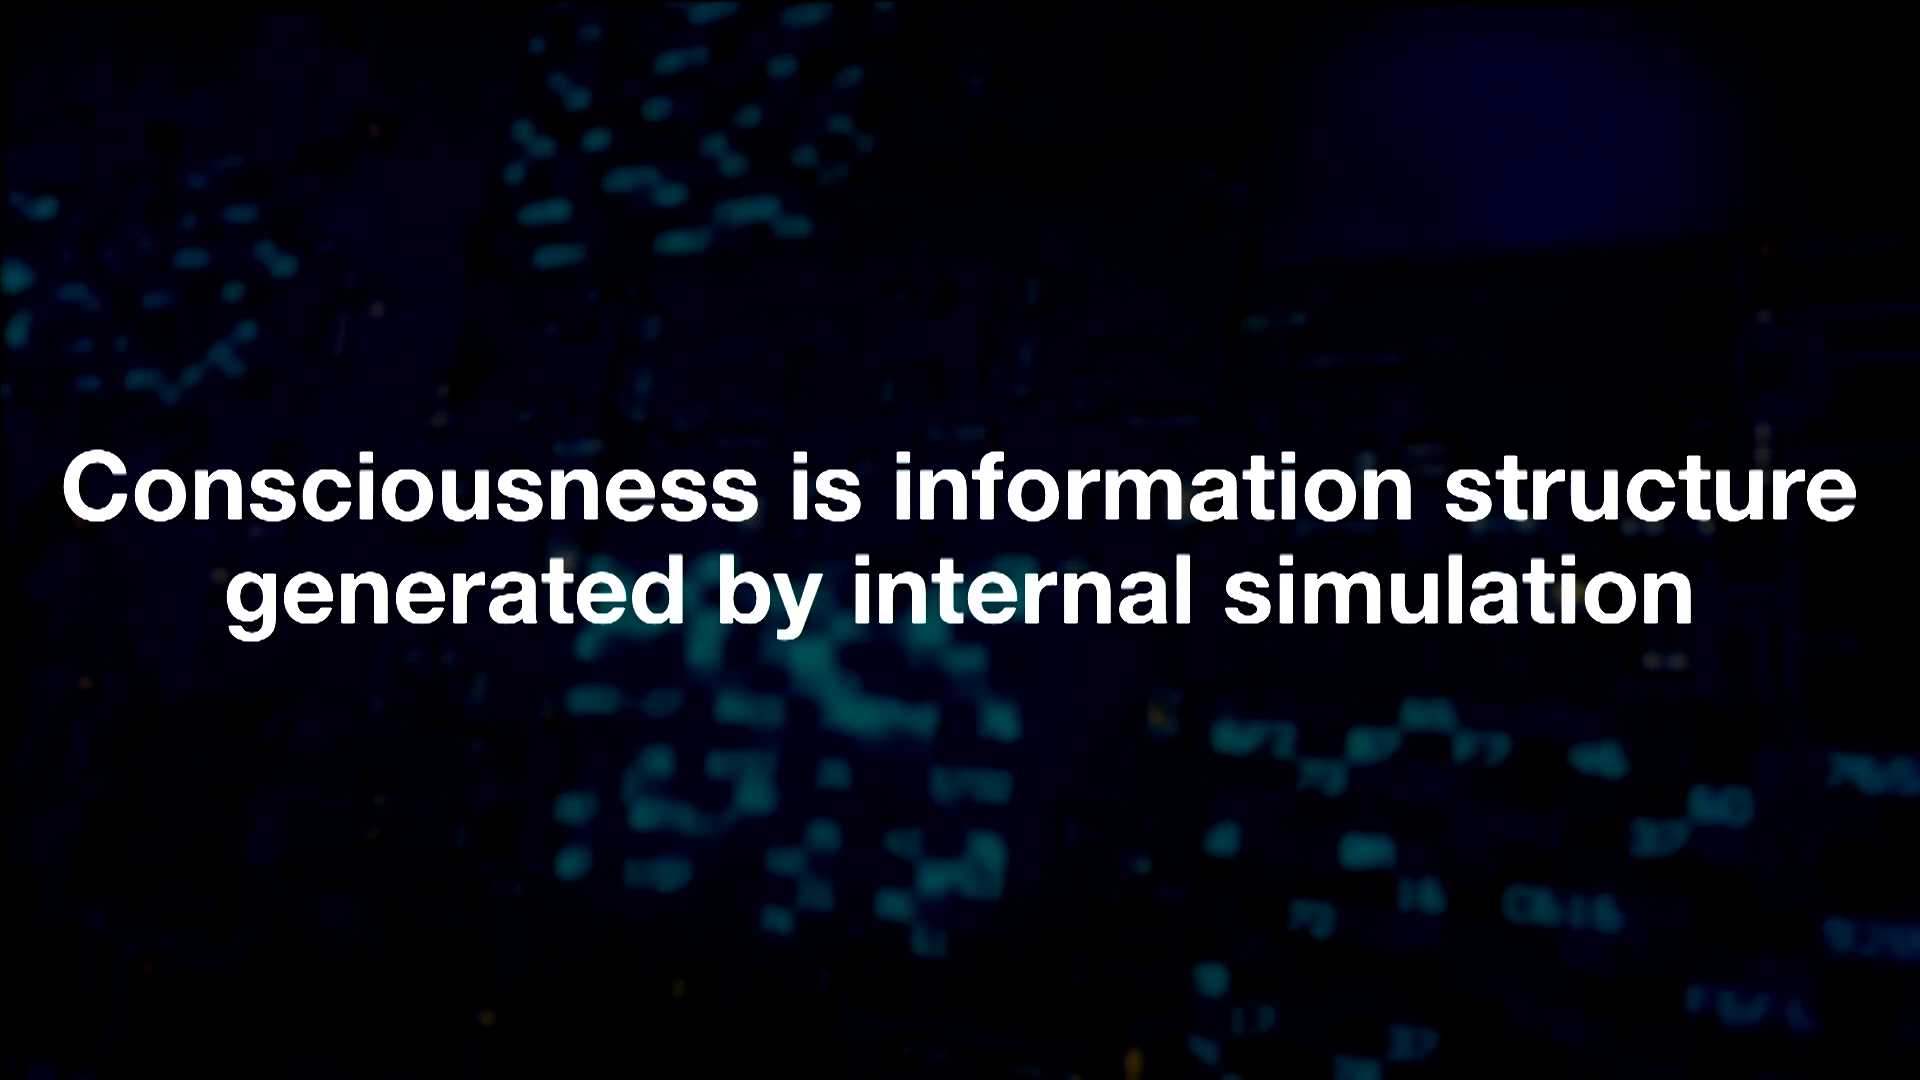 Consciousness is information structure
generated by internal simulation